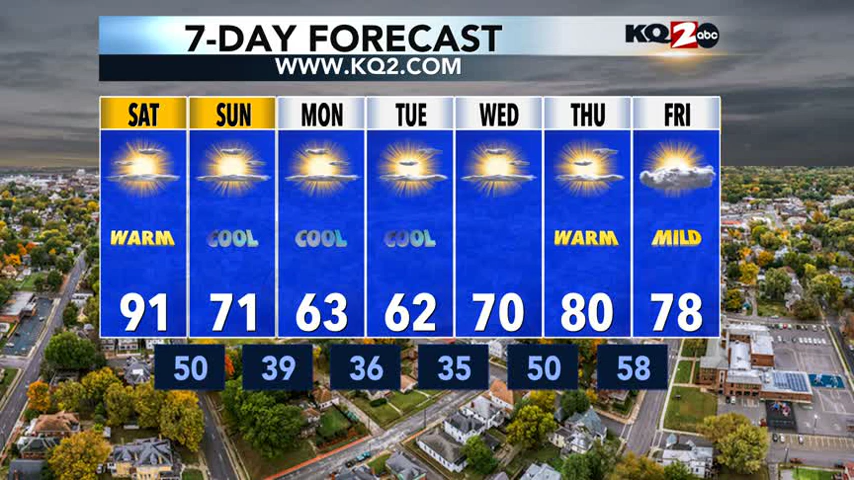 7-DAY FORECAST
WWW.KQ2.COM
KQ2 abc
SAT SUN MON TUE WED THU FRI
WARM COOL COOL COOL WARM MILD
91 71 63 62 70 80 78
50 39 36 35 50 58